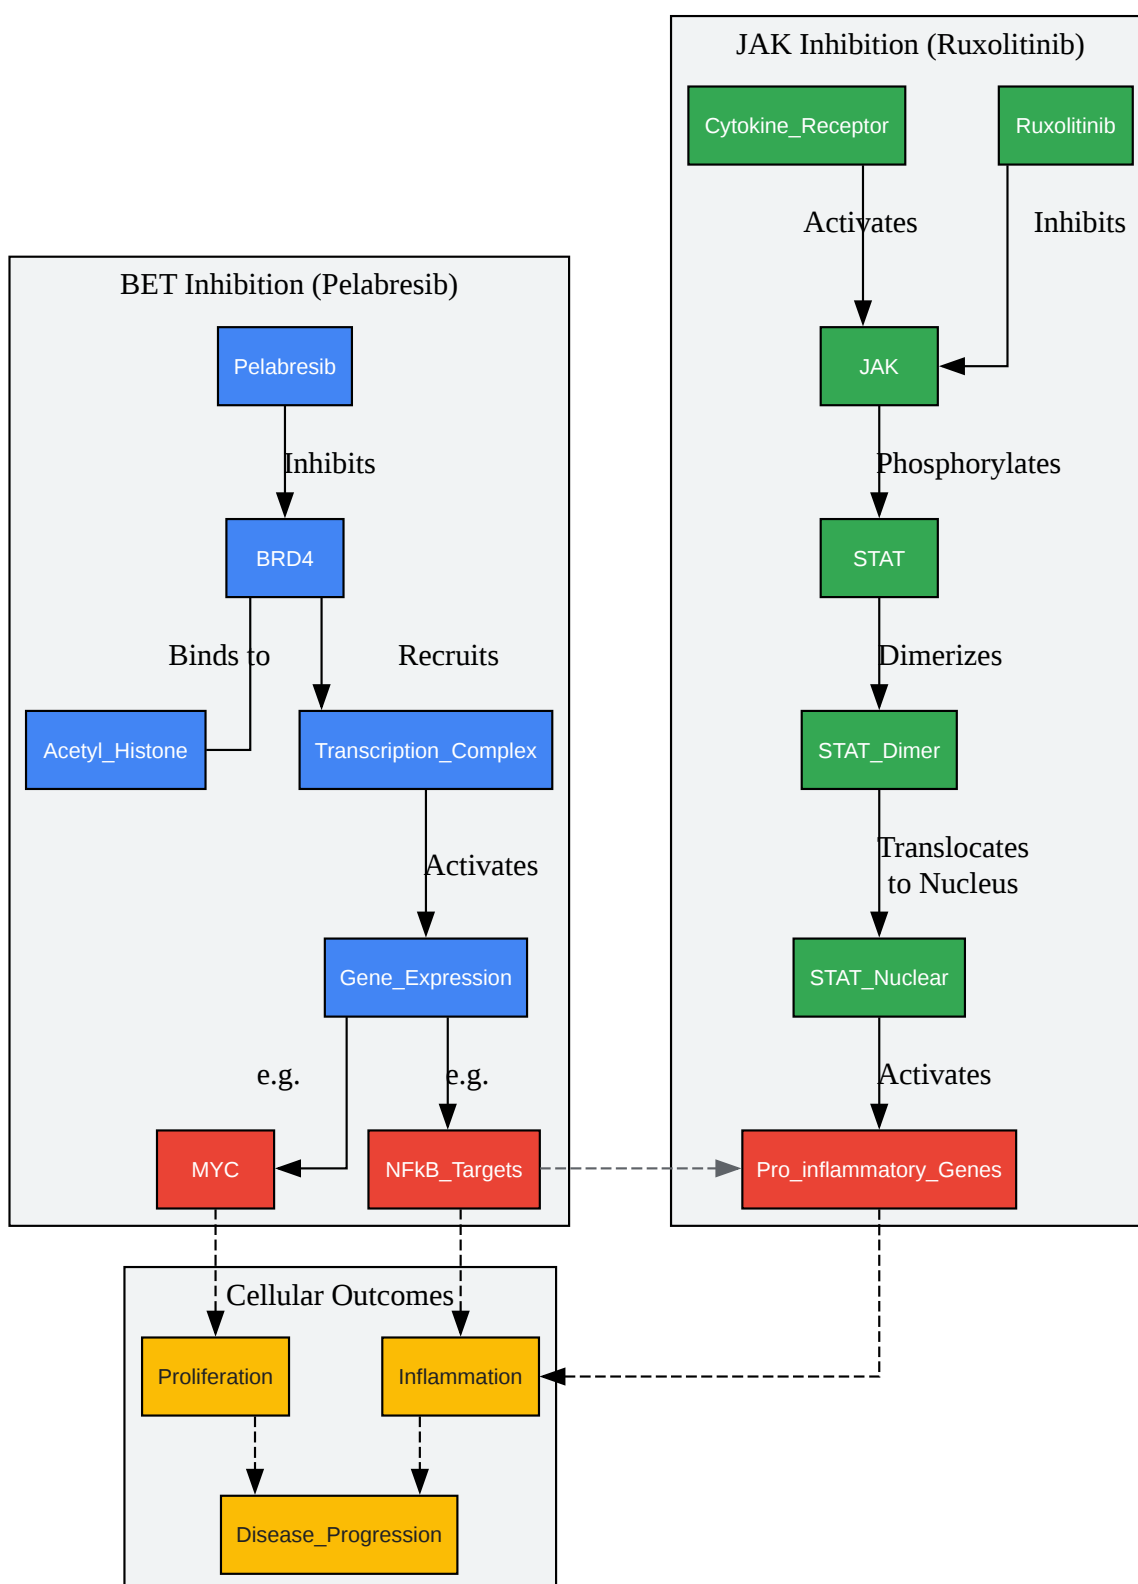 JAK Inhibition (Ruxolitinib)
Cytokine_Receptor
Ruxolitinib
Activates
Inhibits
JAK
Phosphorylates
STAT
Dimerizes
STAT_Dimer
Translocates
to Nucleus
STAT_Nuclear
Activates
Pro_inflammatory_Genes
BET Inhibition (Pelabresib)
Pelabresib
Inhibits
BRD4
Binds to
Recruits
Acetyl_Histone
Transcription_Complex
Activates
Gene_Expression
e.g.
e.g.
MYC
NFkB_Targets
Cellular Outcomes
Proliferation
Inflammation
Disease_Progression